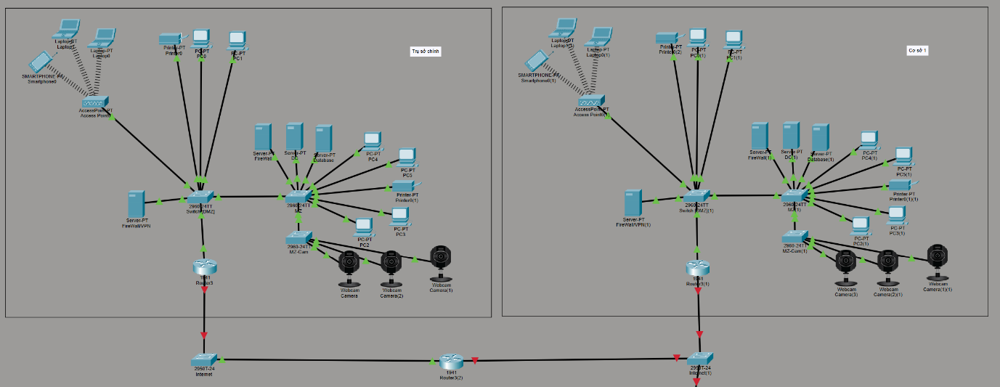 Laptop-PT
Laptop1
Laptop-PT
Laptop0
SMARTPHONE-PT
Smartphone0
AccessPoint-PT
Access Point0
Printer-PT
Printer0
PC-PT
PC0
PC-PT
PC1
Trụ sở chính
Server-PT
FireWall
Server-PT
DC
Server-PT
Database
PC-PT
PC4
PC-PT
PC5
Printer-PT
Printer0(1)
PC-PT
PC3
PC-PT
PC2
2960-24TT
Switch (DMZ)
2960-24TT
MZ
Server-PT
FireWall/VPN
2960-24TT
MZ-Cam
1941
Router3
Webcam
Camera
Webcam
Camera(2)
Webcam
Camera(1)
Laptop-PT
Laptop1(1)
Laptop-PT
Laptop0(1)
SMARTPHONE-PT
Smartphone0(1)
AccessPoint-PT
Access Point0(1)
Printer-PT
Printer0(2)
PC-PT
PC0(1)
PC-PT
PC1(1)
Cơ sở 1
Server-PT
FireWall(1)
Server-PT
DC(1)
Server-PT
Database(1)
PC-PT
PC4(1)
PC-PT
PC5(1)
Printer-PT
Printer0(1)(1)
PC-PT
PC3(1)
PC-PT
PC2(1)
2960-24TT
Switch (DMZ)(1)
2960-24TT
MZ(1)
Server-PT
FireWall/VPN(1)
2960-24TT
MZ-Cam(1)
1941
Router3(1)
Webcam
Camera(3)
Webcam
Camera(2)(1)
Webcam
Camera(1)(1)
2950T-24
Internet
1941
Router3(2)
2950T-24
Internet(1)